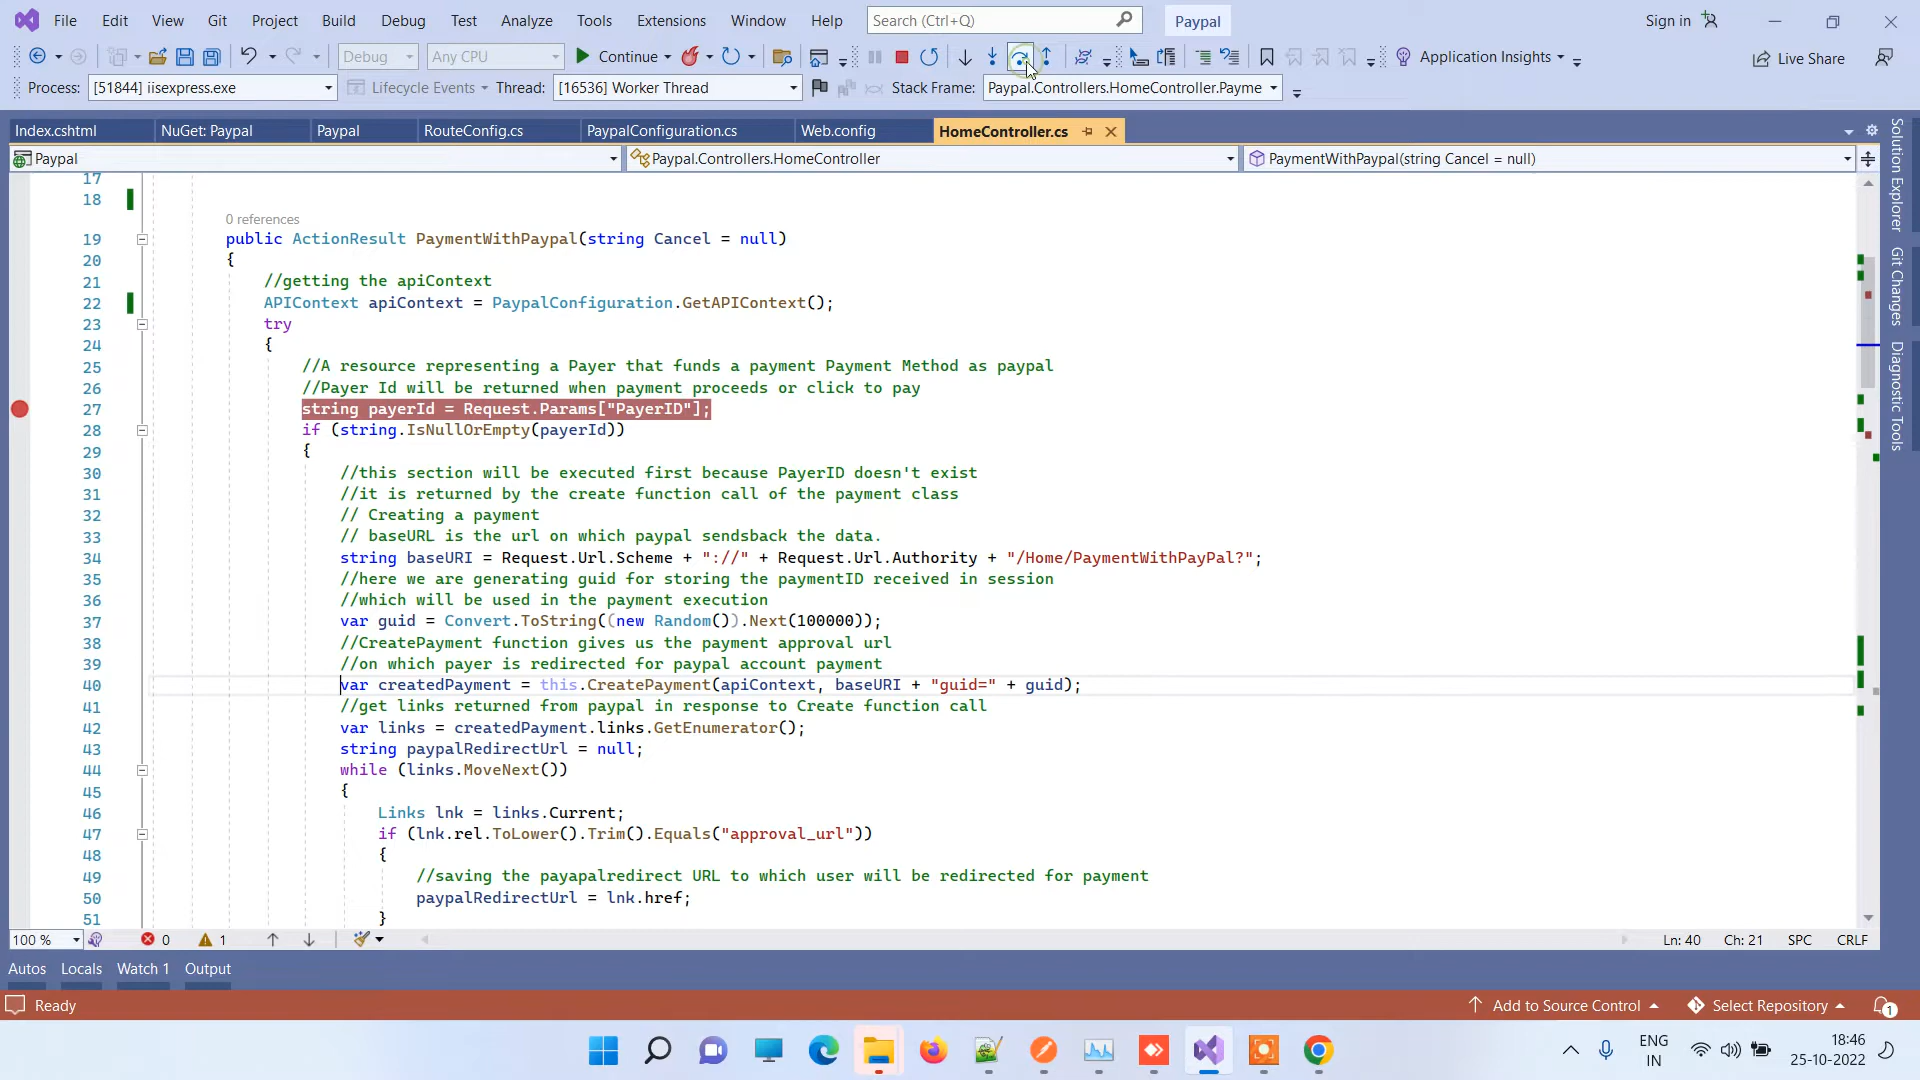 File Edit View Git Project Build Debug Test Analyze Tools Extensions Window Help Search (Ctrl+Q) Paypal Sign in
Debug Any CPU Continue Application Insights Live Share
Process: [51844] iisexpress.exe Lifecycle Events Thread: [16536] Worker Thread Stack Frame: Paypal.Controllers.HomeController.Payme
Index.cshtml NuGet: Paypal Paypal RouteConfig.cs PaypalConfiguration.cs Web.config HomeController.cs
Paypal Paypal.Controllers.HomeController PaymentWithPaypal(string Cancel = null)
17
18
0 references
19 public ActionResult PaymentWithPaypal(string Cancel = null)
20 {
21 //getting the apiContext
22 APIContext apiContext = PaypalConfiguration.GetAPIContext();
23 try
24 {
25 //A resource representing a Payer that funds a payment Payment Method as paypal
26 //Payer Id will be returned when payment proceeds or click to pay
27 string payerId = Request.Params["PayerID"];
28 if (string.IsNullOrEmpty(payerId))
29 {
30 //this section will be executed first because PayerID doesn't exist
31 //it is returned by the create function call of the payment class
32 // Creating a payment
33 // baseURL is the url on which paypal sendsback the data.
34 string baseURI = Request.Url.Scheme + "://" + Request.Url.Authority + "/Home/PaymentWithPayPal?";
35 //here we are generating guid for storing the paymentID received in session
36 //which will be used in the payment execution
37 var guid = Convert.ToString((new Random()).Next(100000));
38 //CreatePayment function gives us the payment approval url
39 //on which payer is redirected for paypal account payment
40 var createdPayment = this.CreatePayment(apiContext, baseURI + "guid=" + guid);
41 //get links returned from paypal in response to Create function call
42 var links = createdPayment.links.GetEnumerator();
43 string paypalRedirectUrl = null;
44 while (links.MoveNext())
45 {
46 Links lnk = links.Current;
47 if (lnk.rel.ToLower().Trim().Equals("approval_url"))
48 {
49 //saving the payapalredirect URL to which user will be redirected for payment
50 paypalRedirectUrl = lnk.href;
51 }
Solution Explorer
Git Changes
Diagnostic Tools
100 % 0 1 Ln: 40 Ch: 21 SPC CRLF
Autos Locals Watch 1 Output
Ready Add to Source Control Select Repository 1
ENG
IN
18:46
25-10-2022